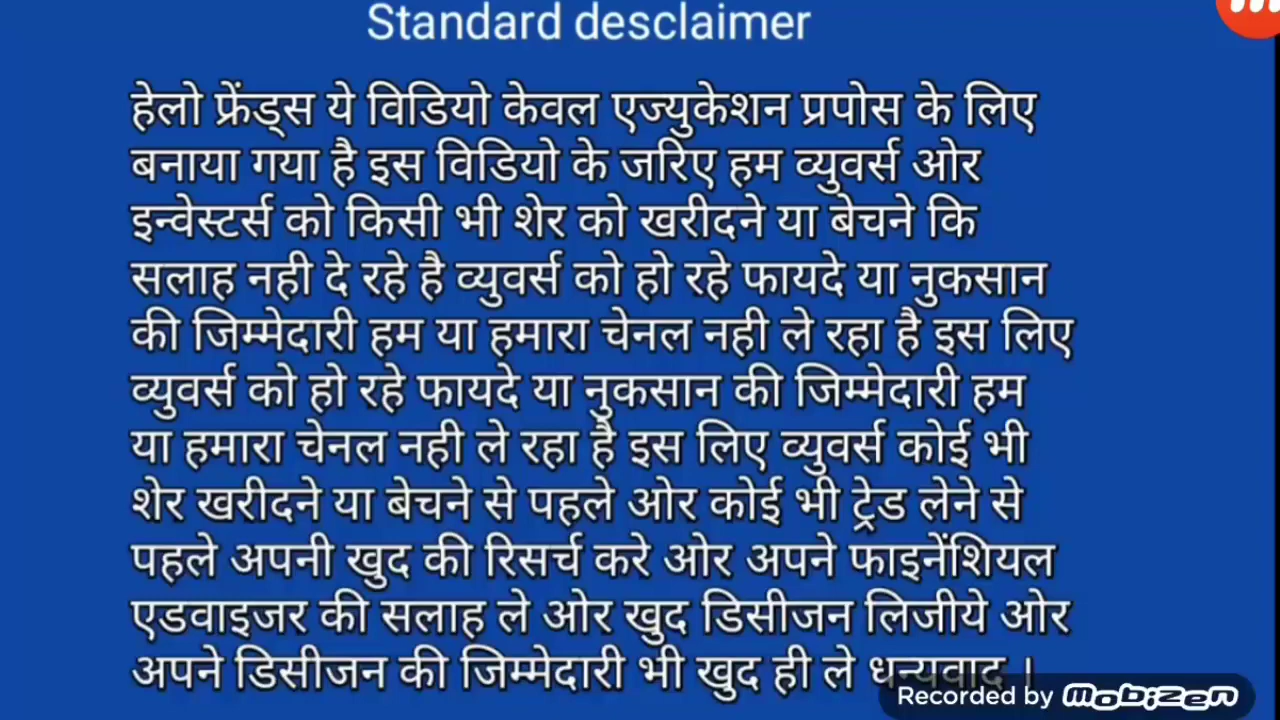 Standard desclaimer
हेलो फ्रेंड्स ये विडियो केवल एज्युकेशन प्रपोस के लिए
बनाया गया है इस विडियो के जरिए हम व्युवर्स ओर
इन्वेस्टर्स को किसी भी शेर को खरीदने या बेचने कि
सलाह नही दे रहे है व्युवर्स को हो रहे फायदे या नुकसान
की जिम्मेदारी हम या हमारा चेनल नही ले रहा है इस लिए
व्युवर्स को हो रहे फायदे या नुकसान की जिम्मेदारी हम
या हमारा चेनल नही ले रहा है इस लिए व्युवर्स कोई भी
शेर खरीदने या बेचने से पहले ओर कोई भी ट्रेड लेने से
पहले अपनी खुद की रिसर्च करे ओर अपने फाइनेंशियल
एडवाइजर की सलाह ले ओर खुद डिसीजन लिजीये ओर
अपने डिसीजन की जिम्मेदारी भी खुद ही ले धन्यवाद ।
Recorded by mobizen